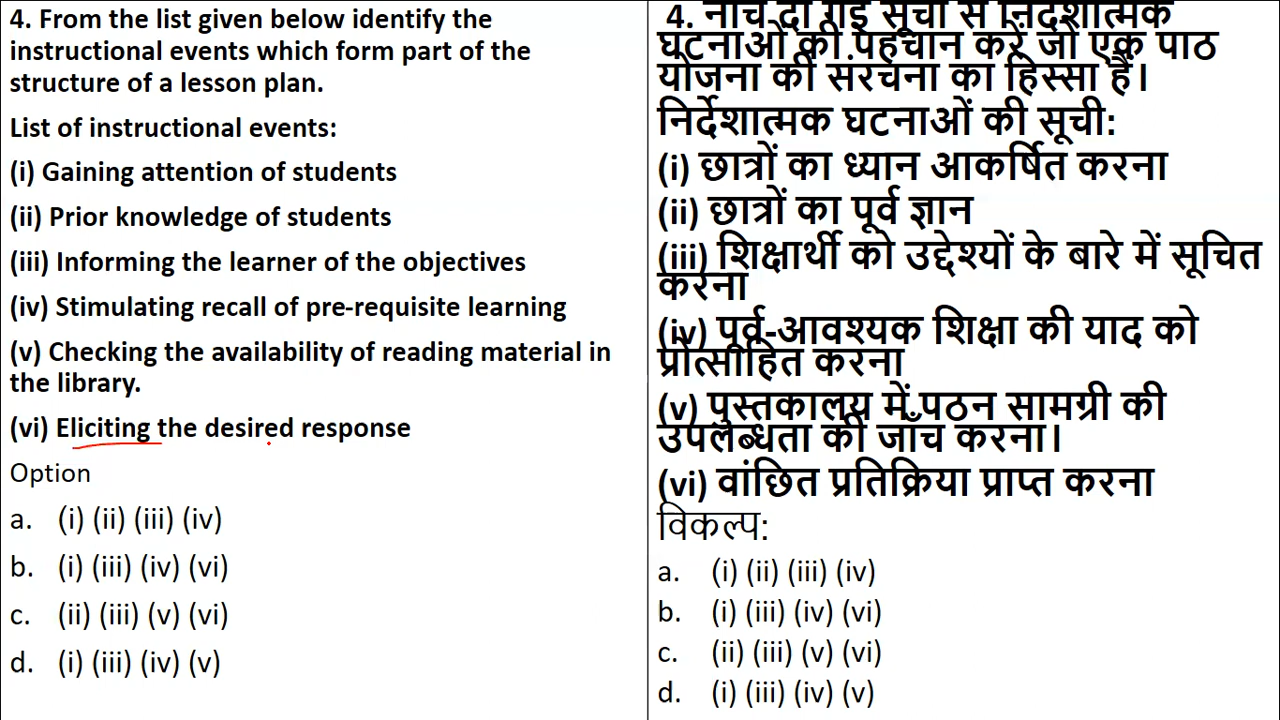 4. From the list given below identify the
instructional events which form part of the
structure of a lesson plan.
List of instructional events:
(i) Gaining attention of students
(ii) Prior knowledge of students
(iii) Informing the learner of the objectives
(iv) Stimulating recall of pre-requisite learning
(v) Checking the availability of reading material in
the library.
(vi) Eliciting the desired response
Option
a. (i) (ii) (iii) (iv)
b. (i) (iii) (iv) (vi)
c. (ii) (iii) (v) (vi)
d. (i) (iii) (iv) (v)
4. नीचे दी गई सूची से निर्देशात्मक
घटनाओं की पहचान करें जो एक पाठ
योजना की संरचना का हिस्सा हैं।
निर्देशात्मक घटनाओं की सूची:
(i) छात्रों का ध्यान आकर्षित करना
(ii) छात्रों का पूर्व ज्ञान
(iii) शिक्षार्थी को उद्देश्यों के बारे में सूचित
करना
(iv) पूर्व-आवश्यक शिक्षा की याद को
प्रोत्साहित करना
(v) पुस्तकालय में पठन सामग्री की
उपलब्धता की जाँच करना।
(vi) वांछित प्रतिक्रिया प्राप्त करना
विकल्प:
a. (i) (ii) (iii) (iv)
b. (i) (iii) (iv) (vi)
c. (ii) (iii) (v) (vi)
d. (i) (iii) (iv) (v)